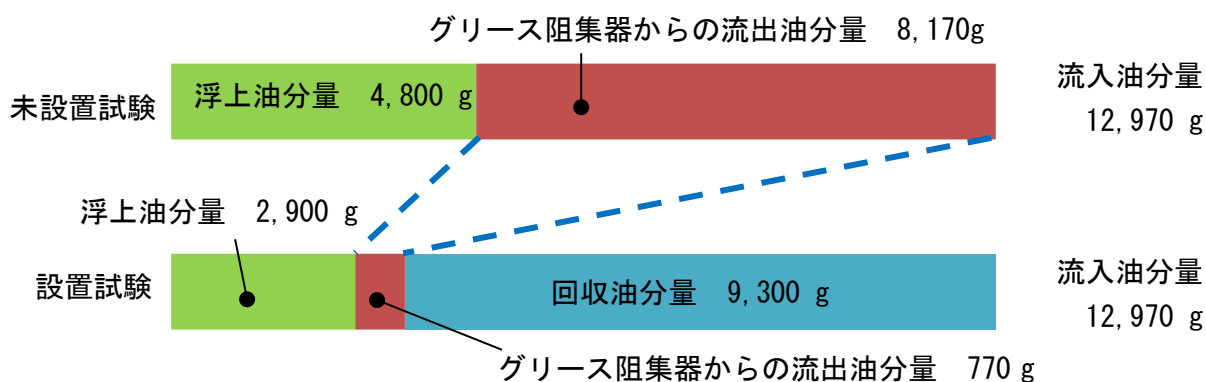 グリース阻集器からの流出油分量　8,170g
未設置試験
浮上油分量　4,800 g
流入油分量
12,970 g
浮上油分量　2,900 g
設置試験
回収油分量　9,300 g
流入油分量
12,970 g
グリース阻集器からの流出油分量　770 g